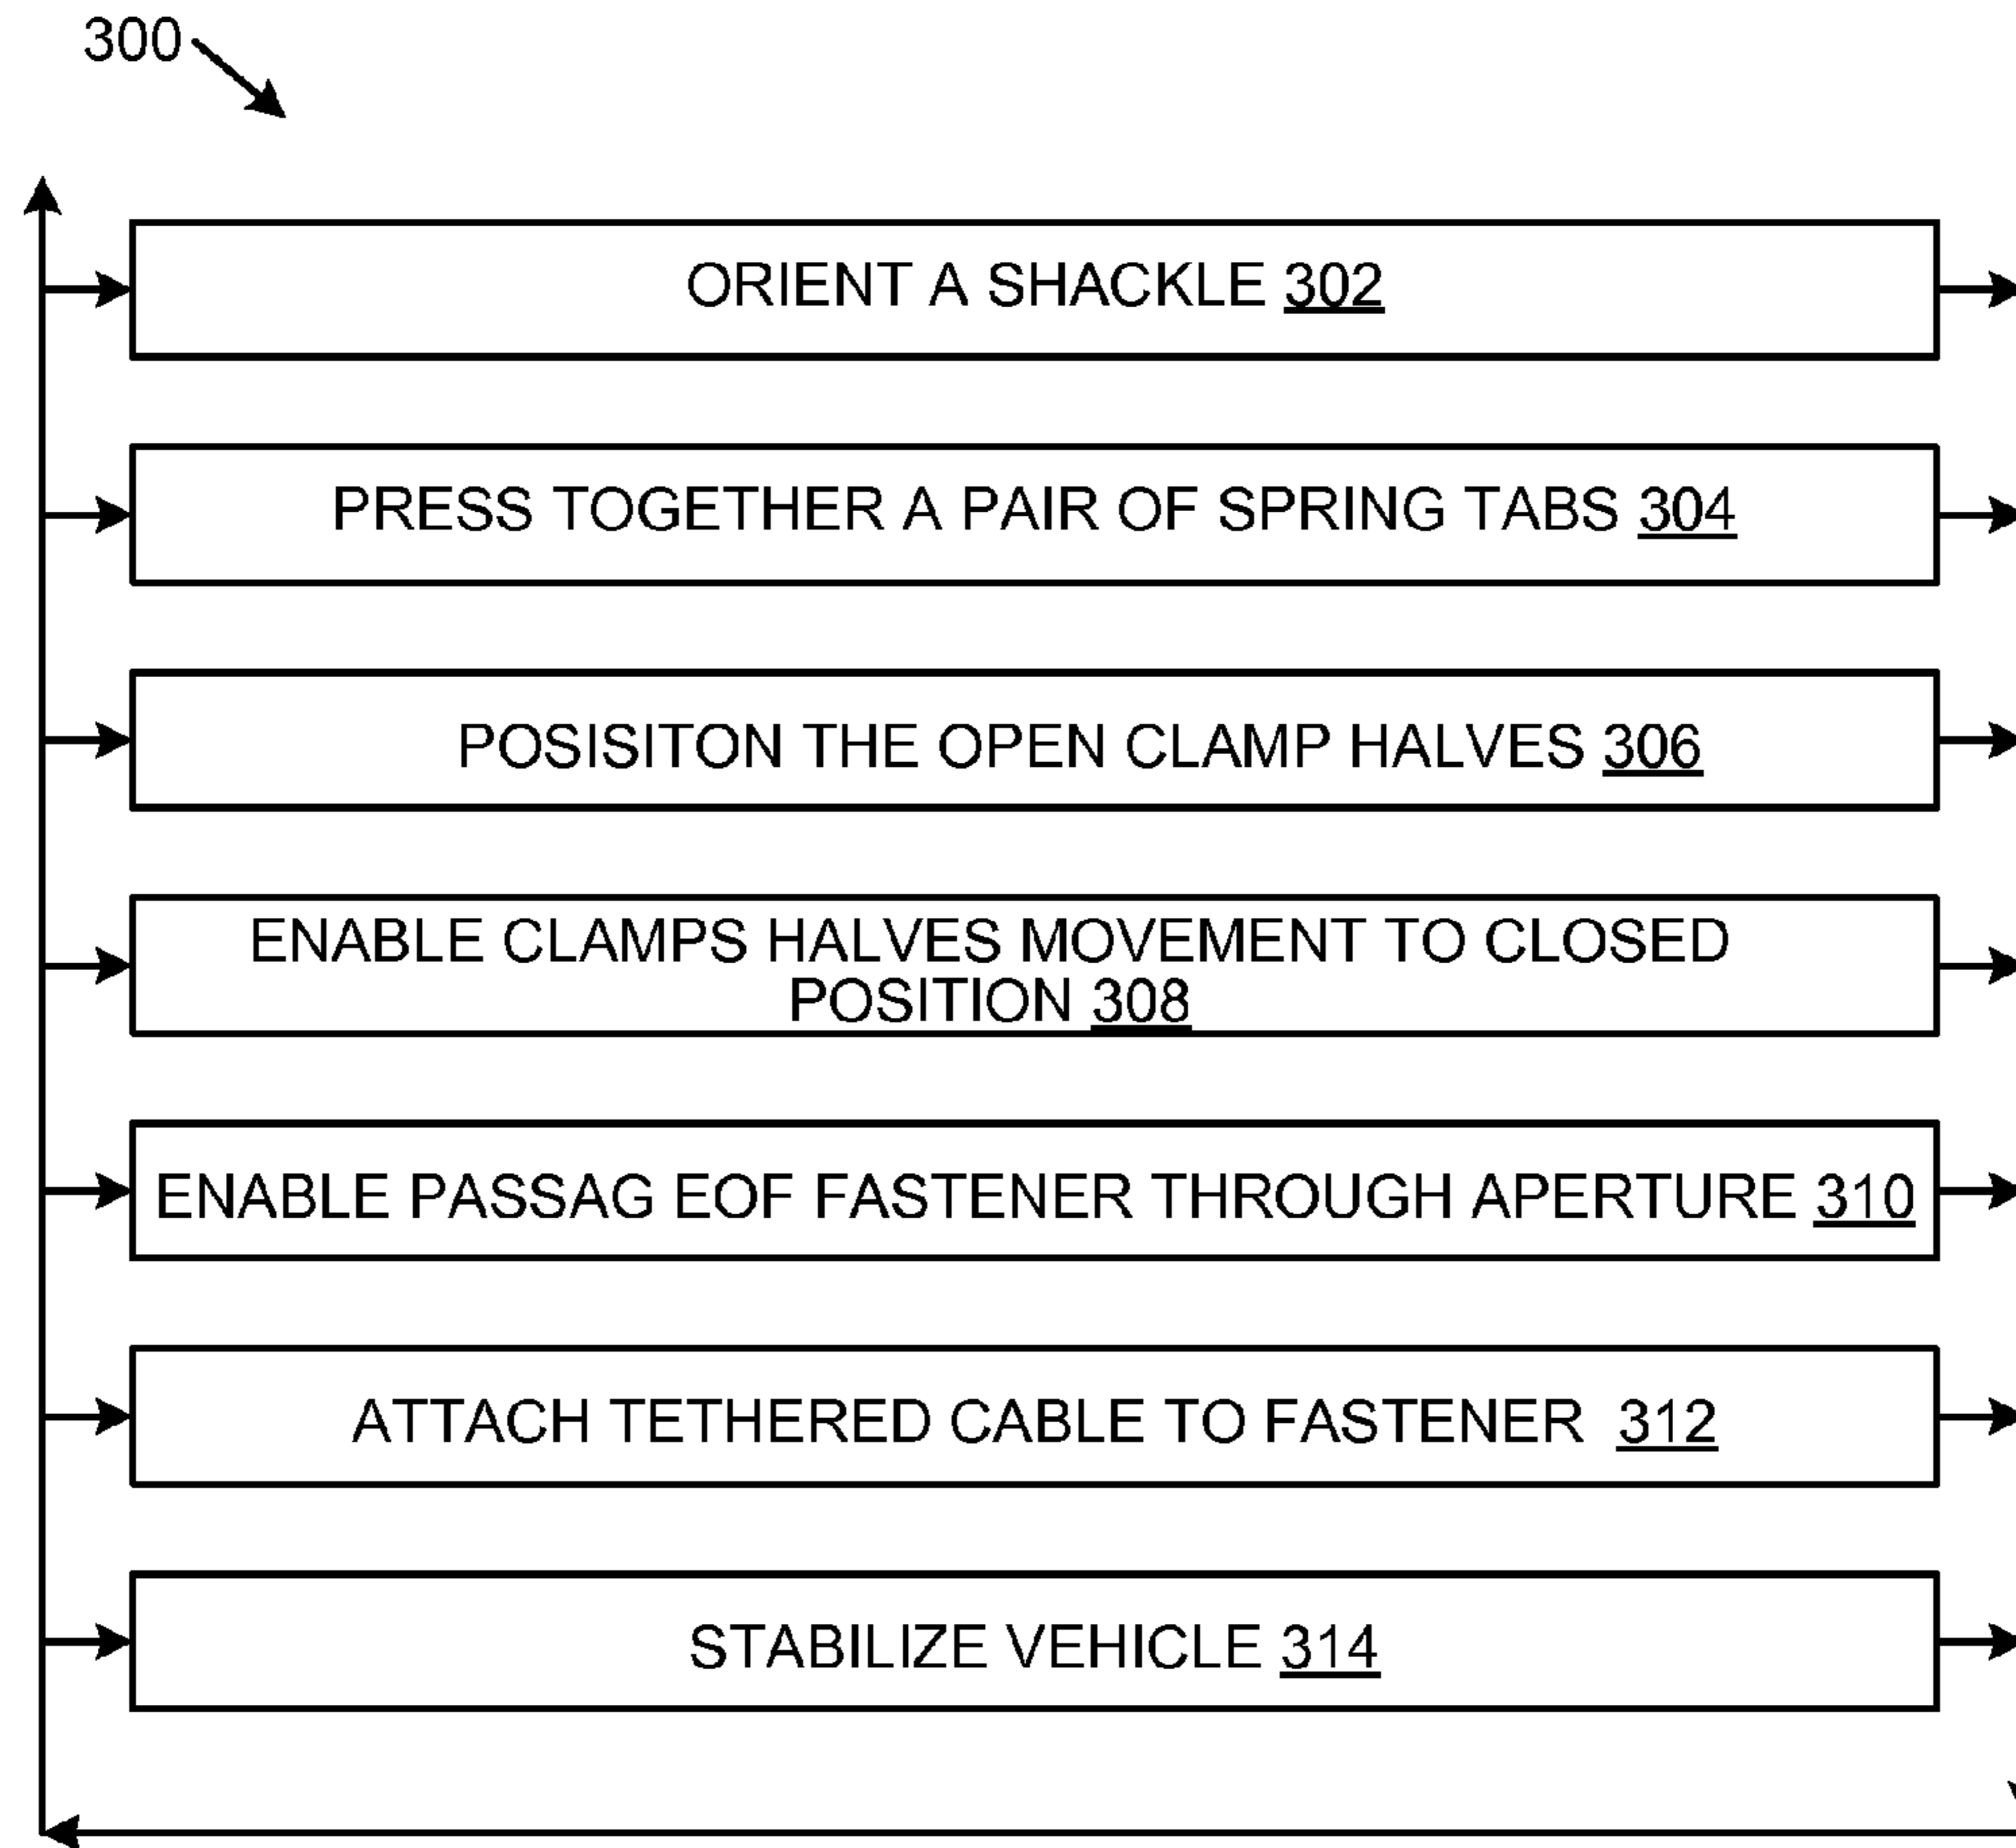 300
ORIENT A SHACKLE 302
PRESS TOGETHER A PAIR OF SPRING TABS 304
POSISITON THE OPEN CLAMP HALVES 306
ENABLE CLAMPS HALVES MOVEMENT TO CLOSED
POSITION 308
ENABLE PASSAG EOF FASTENER THROUGH APERTURE 310
ATTACH TETHERED CABLE TO FASTENER 312
STABILIZE VEHICLE 314